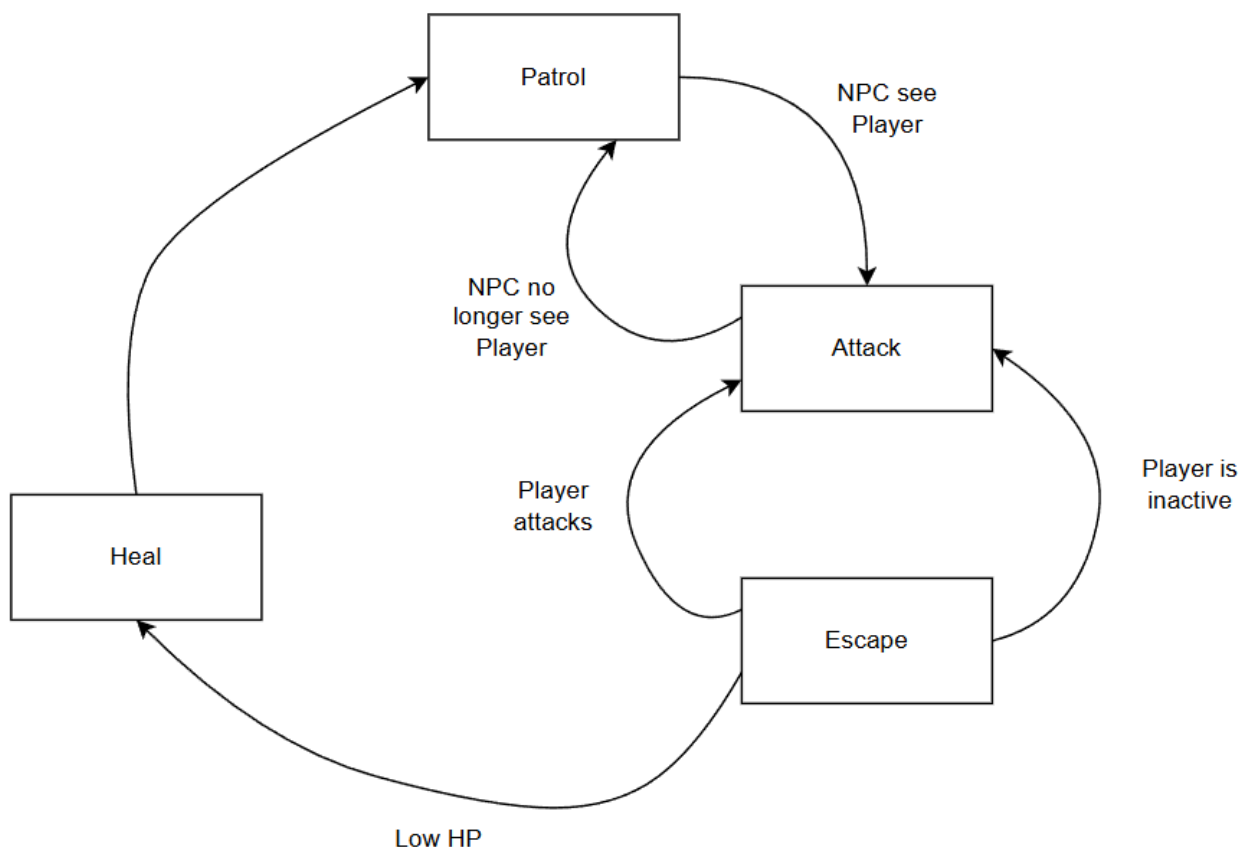 Patrol
NPC see
Player
NPC no
longer see
Player
Attack
Player
attacks
Player is
inactive
Heal
Escape
Low HP